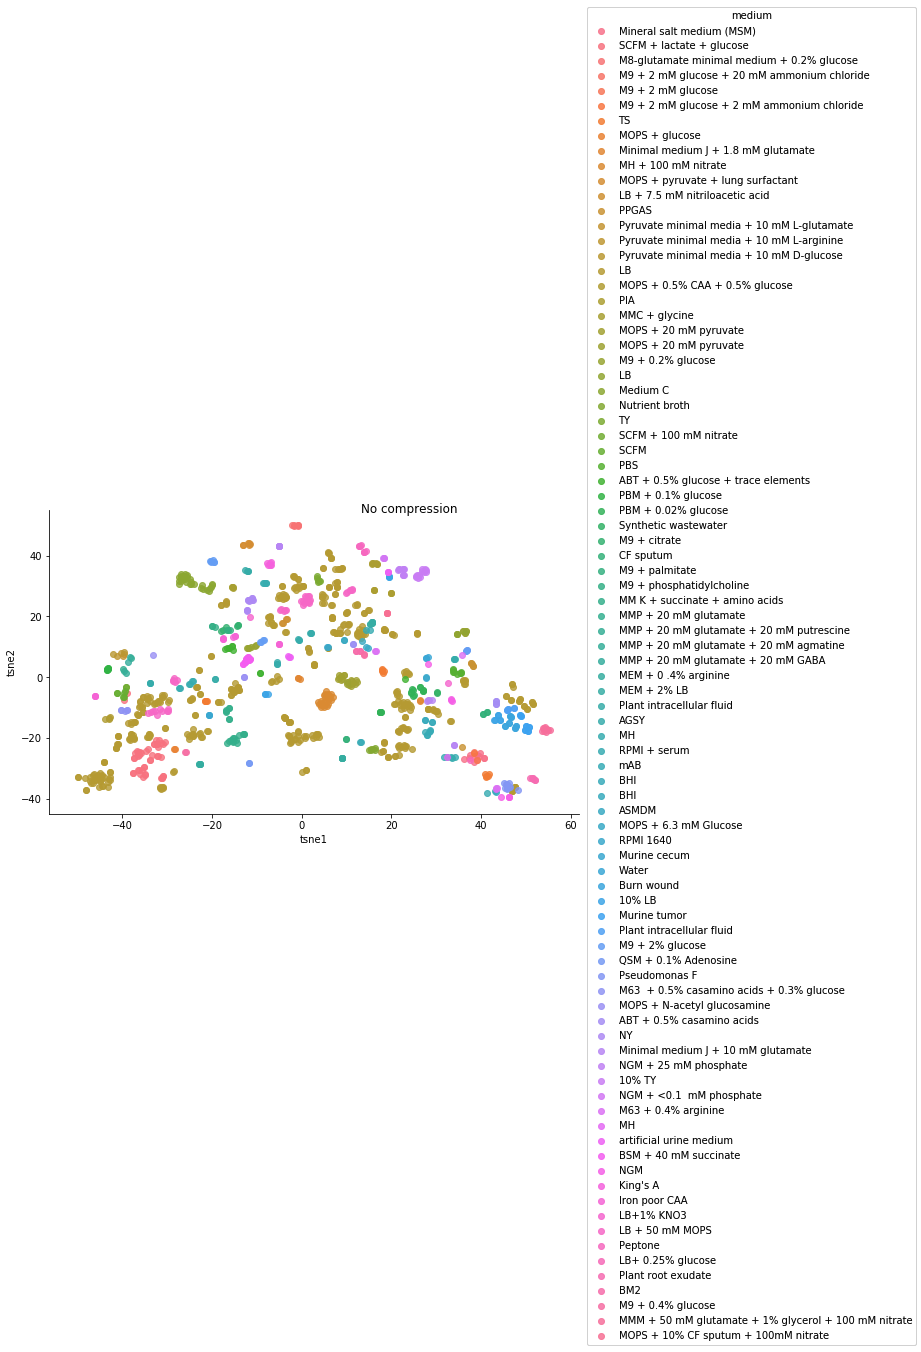 medium
Mineral salt medium (MSM)
SCFM + lactate + glucose
M8-glutamate minimal medium + 0.2% glucose
M9 + 2 mM glucose + 20 mM ammonium chloride
M9 + 2 mM glucose
M9 + 2 mM glucose + 2 mM ammonium chloride
TS
MOPS + glucose
Minimal medium J + 1.8 mM glutamate
MH + 100 mM nitrate
MOPS + pyruvate + lung surfactant
LB + 7.5 mM nitriloacetic acid
PPGAS
Pyruvate minimal media + 10 mM L-glutamate
Pyruvate minimal media + 10 mM L-arginine
Pyruvate minimal media + 10 mM D-glucose
LB
MOPS + 0.5% CAA + 0.5% glucose
PIA
MMC + glycine
MOPS + 20 mM pyruvate
MOPS + 20 mM pyruvate
M9 + 0.2% glucose
LB
Medium C
Nutrient broth
TY
SCFM + 100 mM nitrate
SCFM
PBS
ABT + 0.5% glucose + trace elements
PBM + 0.1% glucose
PBM + 0.02% glucose
Synthetic wastewater
M9 + citrate
CF sputum
M9 + palmitate
M9 + phosphatidylcholine
MM K + succinate + amino acids
MMP + 20 mM glutamate
MMP + 20 mM glutamate + 20 mM putrescine
MMP + 20 mM glutamate + 20 mM agmatine
MMP + 20 mM glutamate + 20 mM GABA
MEM + 0 .4% arginine
MEM + 2% LB
Plant intracellular fluid
AGSY
MH
RPMI + serum
mAB
BHI
BHI
ASMDM
MOPS + 6.3 mM Glucose
RPMI 1640
Murine cecum
Water
Burn wound
10% LB
Murine tumor
Plant intracellular fluid
M9 + 2% glucose
QSM + 0.1% Adenosine
Pseudomonas F
M63  + 0.5% casamino acids + 0.3% glucose
MOPS + N-acetyl glucosamine
ABT + 0.5% casamino acids
NY
Minimal medium J + 10 mM glutamate
NGM + 25 mM phosphate
10% TY
NGM + <0.1  mM phosphate
M63 + 0.4% arginine
MH
artificial urine medium
BSM + 40 mM succinate
NGM
King's A
Iron poor CAA
LB+1% KNO3
LB + 50 mM MOPS
Peptone
LB+ 0.25% glucose
Plant root exudate
BM2
M9 + 0.4% glucose
MMM + 50 mM glutamate + 1% glycerol + 100 mM nitrate
MOPS + 10% CF sputum + 100mM nitrate
No compression
40
20
0
−20
−40
tsne2
−40 −20 0 20 40 60
tsne1